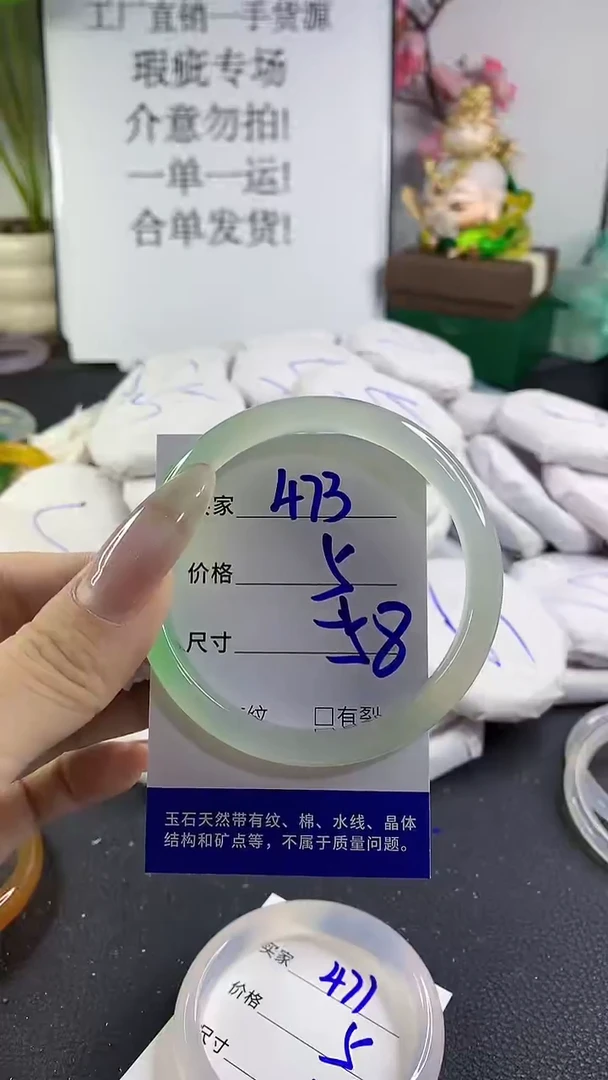 工厂直销一手货源
瑕疵专场
介意勿拍!
一单一运!
合单发货!
买家 473
价格 5
尺寸 58
纹 □有裂
玉石天然带有纹、棉、水线、晶体
结构和矿点等，不属于质量问题。
买家 471
价格 5
尺寸